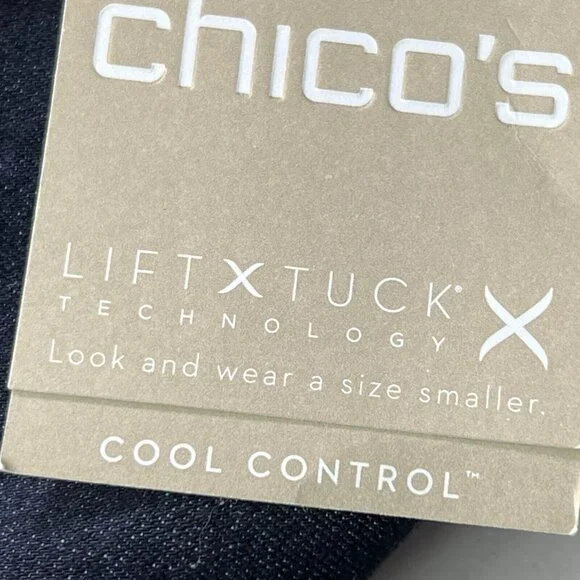 chico's
LIFTXTUCK® X
TECHNOLOGY
Look and wear a size smaller.
COOL CONTROL™